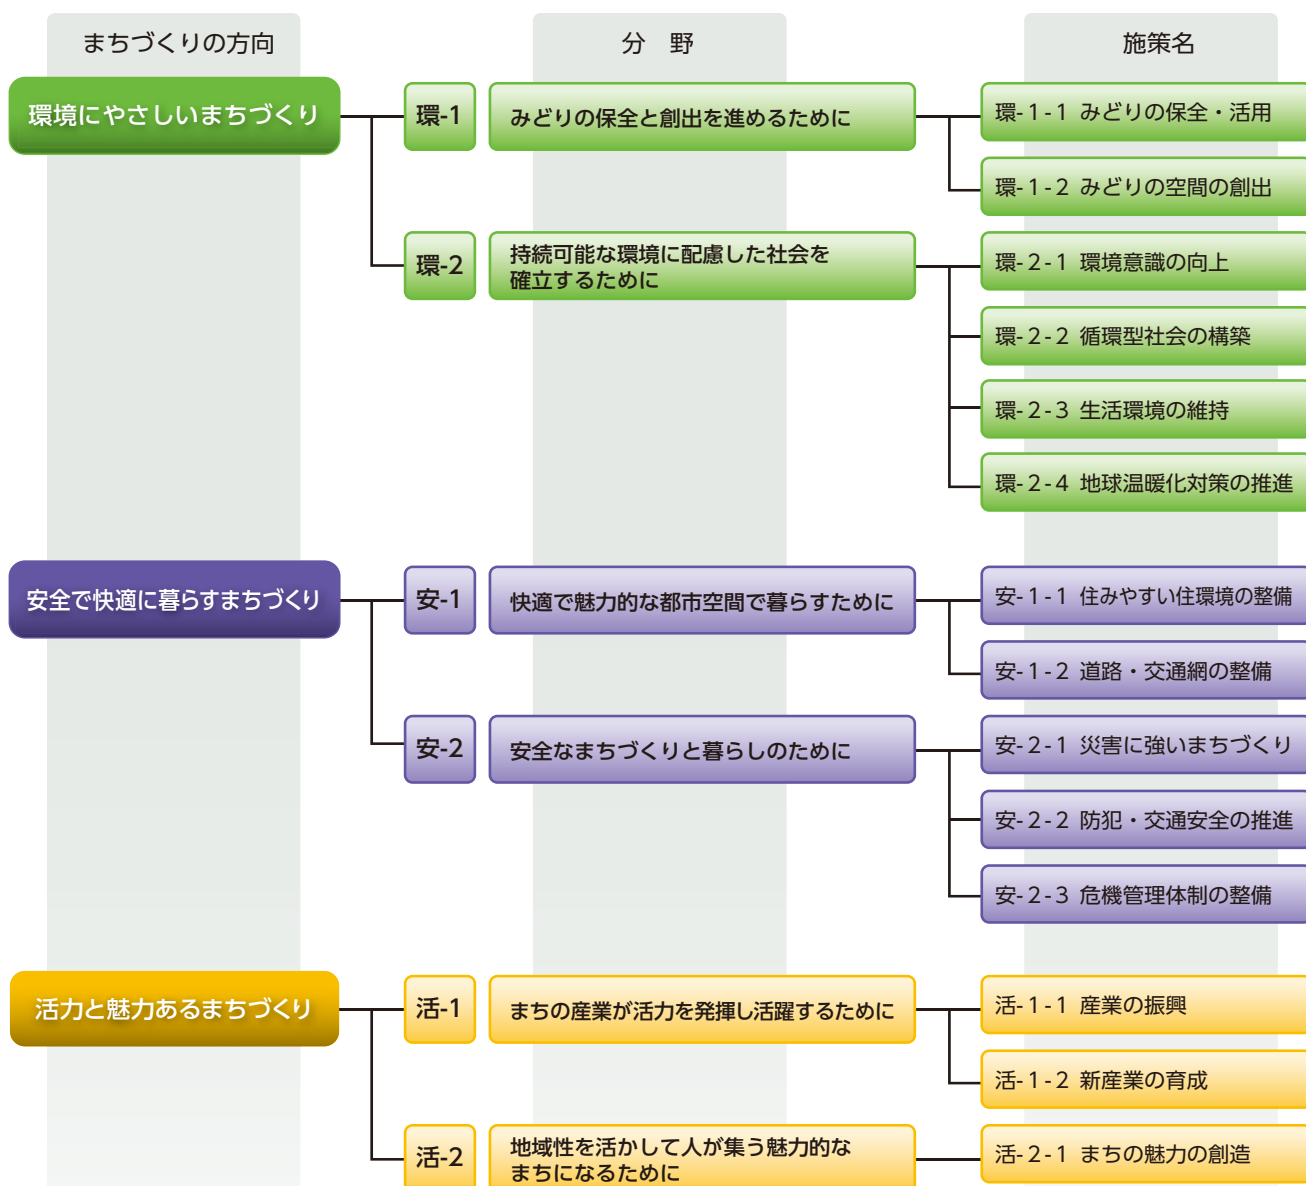 まちづくりの方向
分　野
施策名
環境にやさしいまちづくり
環-1
みどりの保全と創出を進めるために
環-1-1 みどりの保全・活用
環-1-2 みどりの空間の創出
環-2
持続可能な環境に配慮した社会を
確立するために
環-2-1 環境意識の向上
環-2-2 循環型社会の構築
環-2-3 生活環境の維持
環-2-4 地球温暖化対策の推進
安全で快適に暮らすまちづくり
安-1
快適で魅力的な都市空間で暮らすために
安-1-1 住みやすい住環境の整備
安-1-2 道路・交通網の整備
安-2
安全なまちづくりと暮らしのために
安-2-1 災害に強いまちづくり
安-2-2 防犯・交通安全の推進
安-2-3 危機管理体制の整備
活力と魅力あるまちづくり
活-1
まちの産業が活力を発揮し活躍するために
活-1-1 産業の振興
活-1-2 新産業の育成
活-2
地域性を活かして人が集う魅力的な
まちになるために
活-2-1 まちの魅力の創造